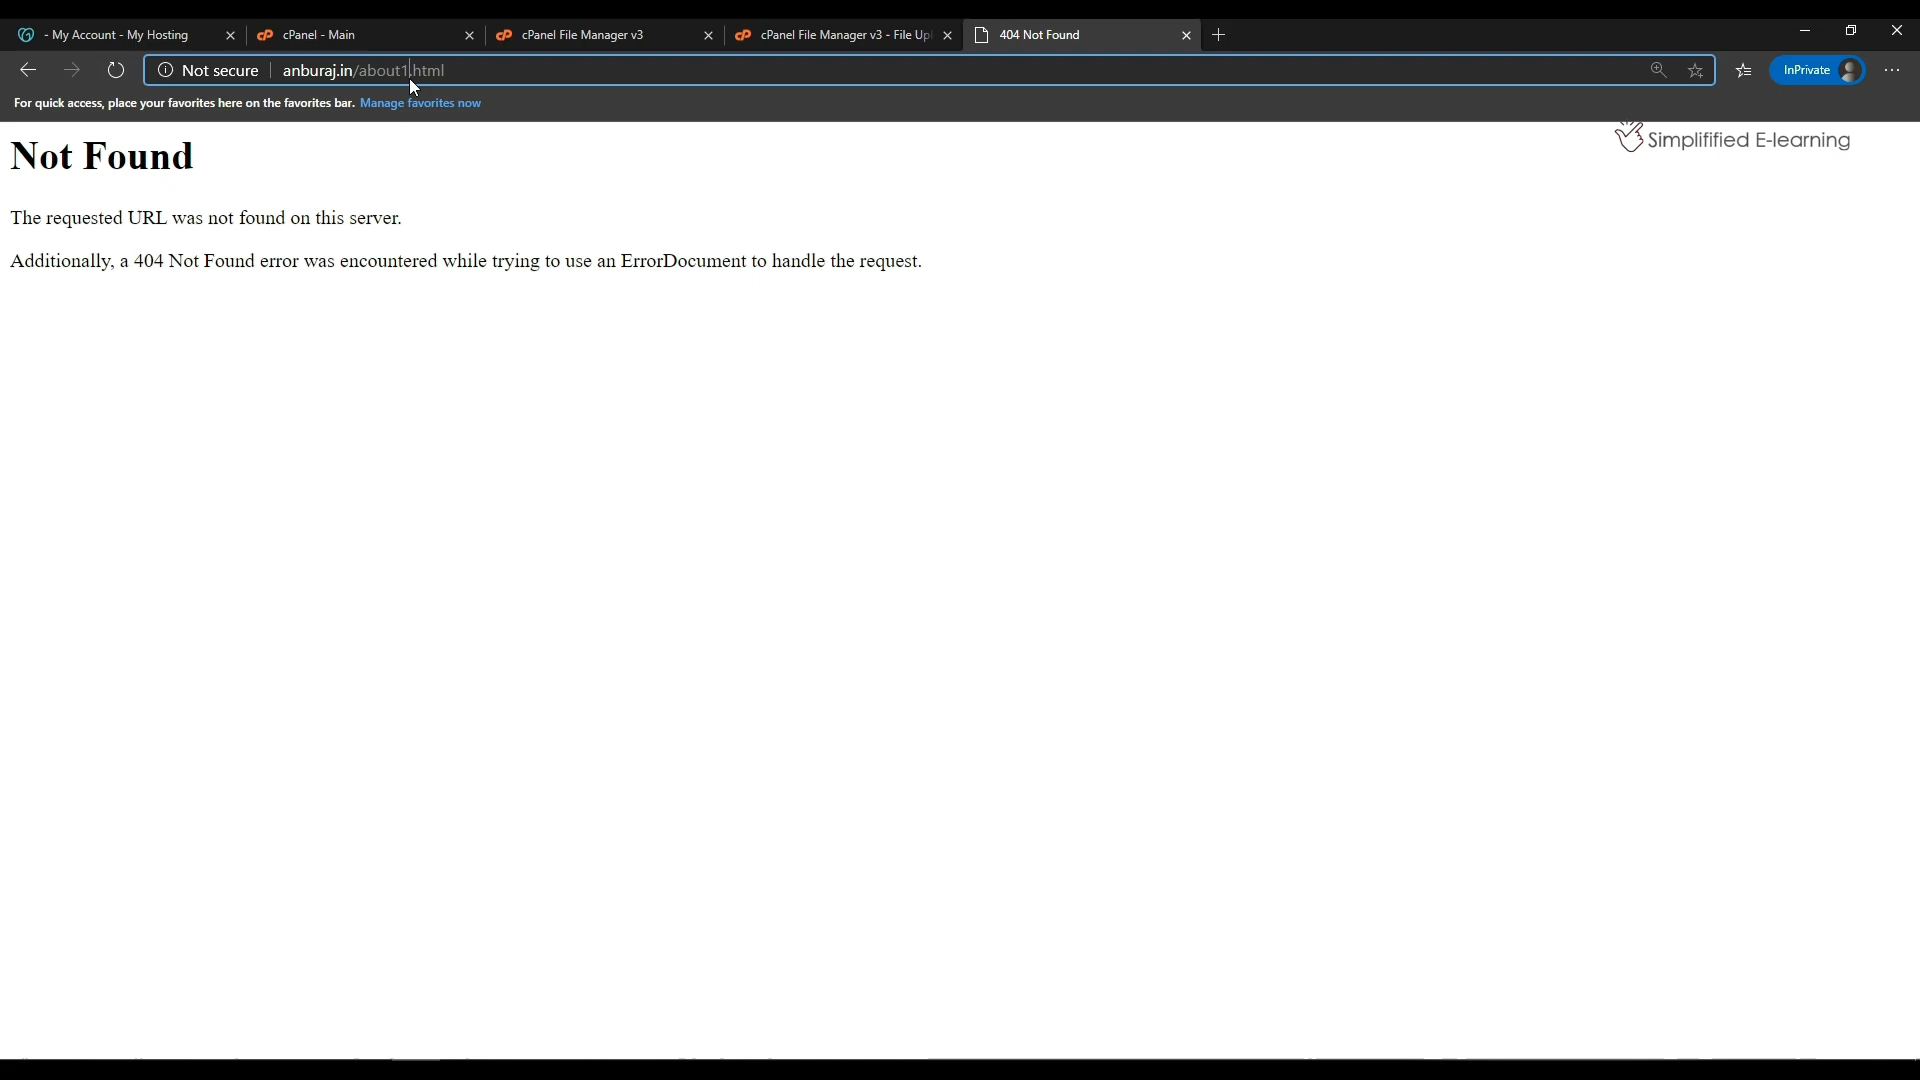 - My Account - My Hosting
cPanel - Main
cPanel File Manager v3
cPanel File Manager v3 - File Upl
404 Not Found
Not secure
anburaj.in/about1.html
InPrivate
For quick access, place your favorites here on the favorites bar. Manage favorites now
Simplifified E-learning
Not Found
The requested URL was not found on this server.
Additionally, a 404 Not Found error was encountered while trying to use an ErrorDocument to handle the request.